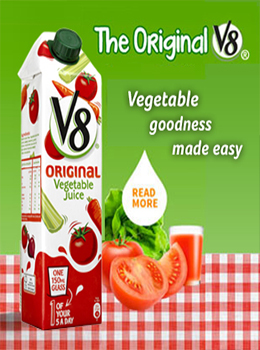 The Original V8®
Vegetable
goodness
made easy
READ
MORE
V8
ORIGINAL
Vegetable
Juice
ONE
150ml
GLASS
1 OF
YOUR
5 A DAY